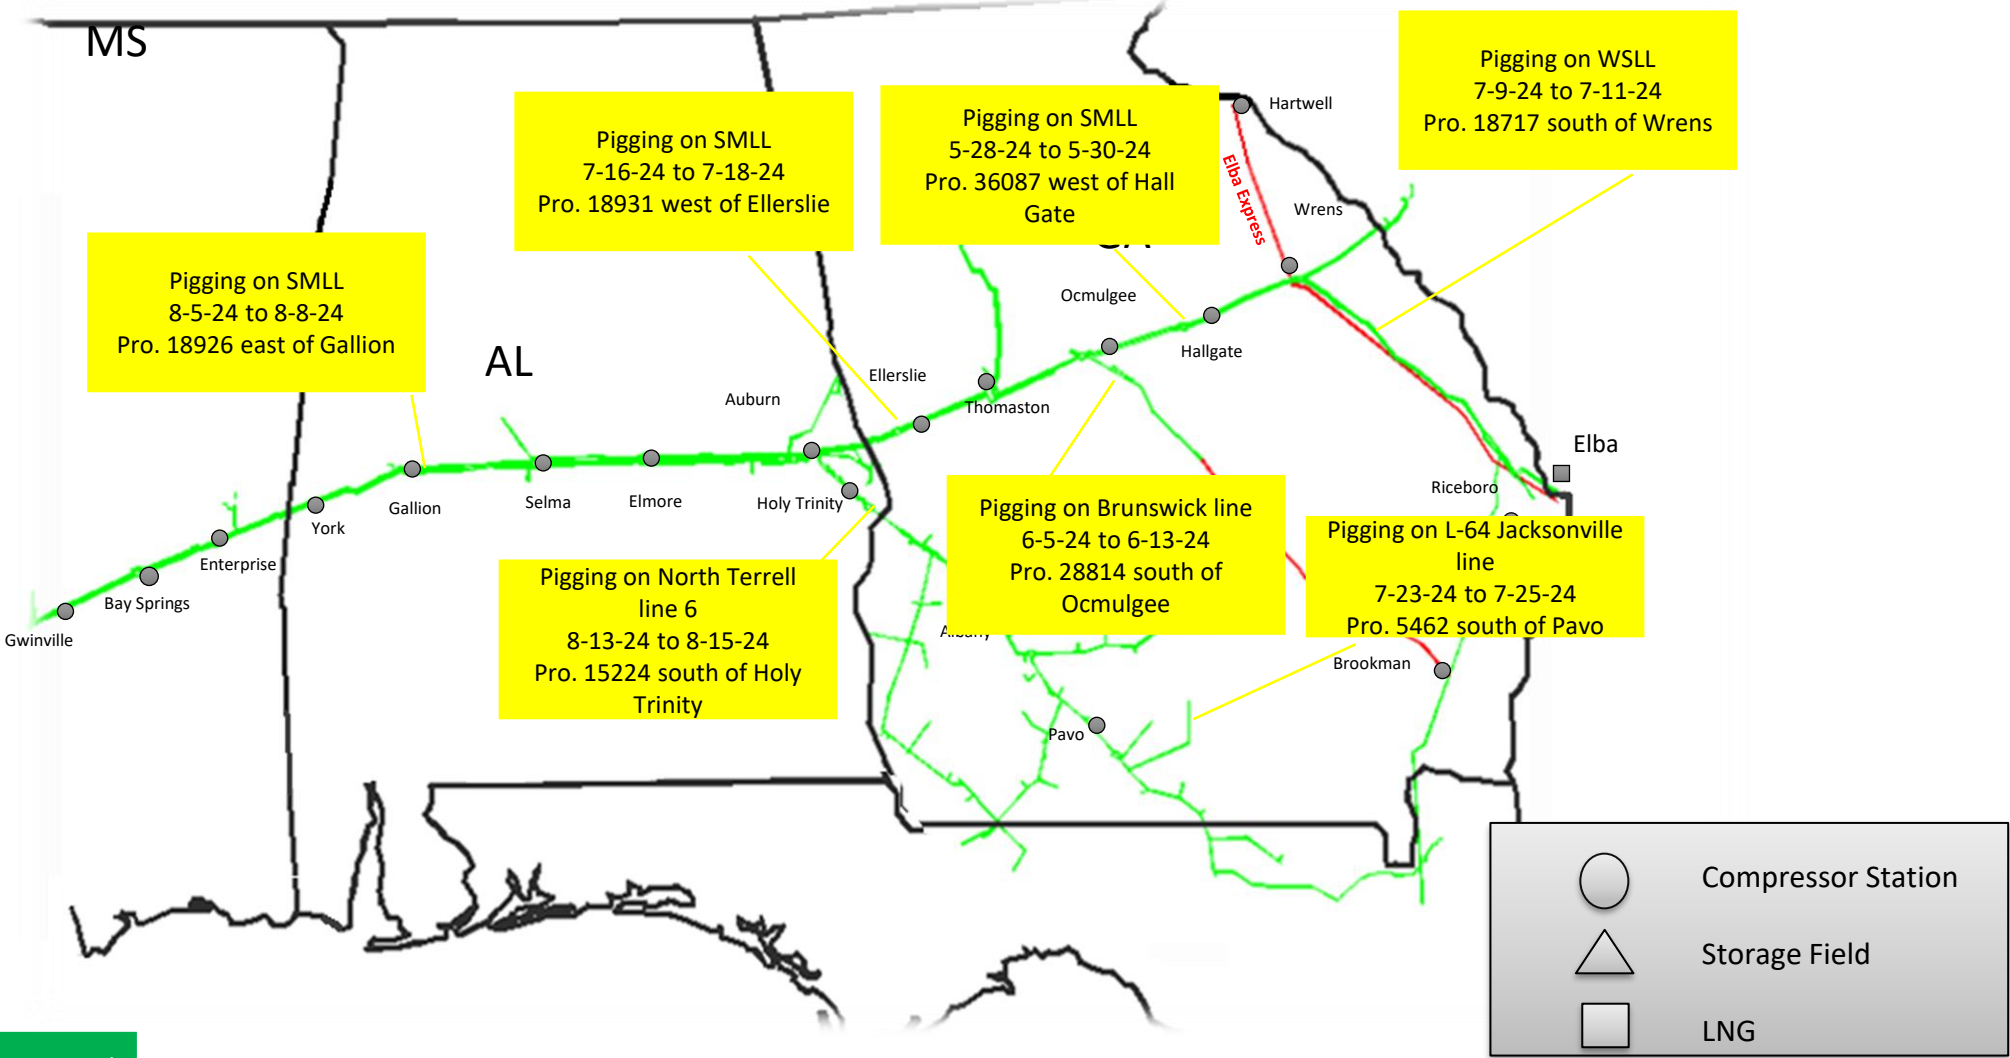 MS
Pigging on WSLL
7-9-24 to 7-11-24
Pro. 18717 south of Wrens
Hartwell
Pigging on SMLL
5-28-24 to 5-30-24
Pro. 36087 west of Hall
Gate
Pigging on SMLL
7-16-24 to 7-18-24
Pro. 18931 west of Ellerslie
Elba Express
Wrens
GA
Pigging on SMLL
8-5-24 to 8-8-24
Pro. 18926 east of Gallion
Ocmulgee
Hallgate
AL
Ellerslie
Auburn
Thomaston
Elba
Riceboro
Gallion
Selma
Elmore
Holy Trinity
York
Enterprise
Bay Springs
Gwinville
Pigging on Brunswick line
6-5-24 to 6-13-24
Pro. 28814 south of
Ocmulgee
Pigging on L-64 Jacksonville
line
7-23-24 to 7-25-24
Pro. 5462 south of Pavo
Pigging on North Terrell
line 6
8-13-24 to 8-15-24
Pro. 15224 south of Holy
Trinity
Albany
Brookman
Pavo
Compressor Station
Storage Field
LNG